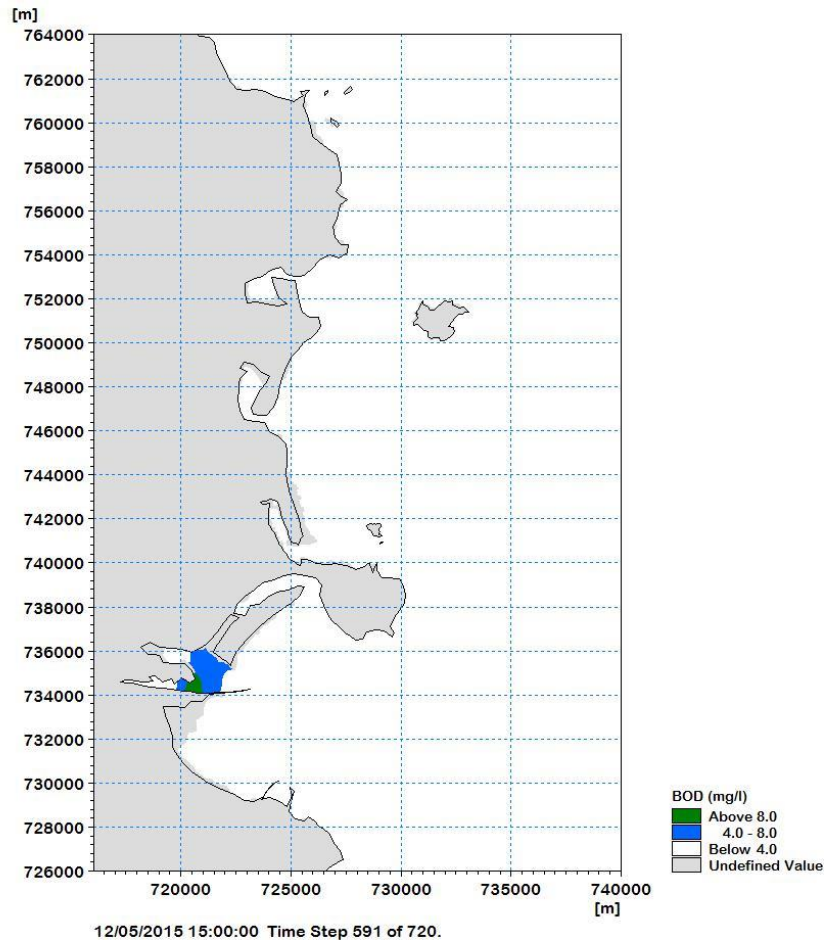 [m]
764000
762000
760000
758000
756000
754000
752000
750000
748000
746000
744000
742000
740000
738000
736000
734000
732000
730000
728000
726000
720000 725000 730000 735000 740000
[m]
BOD (mg/l)
Above 8.0
4.0 - 8.0
Below 4.0
Undefined Value
12/05/2015 15:00:00 Time Step 591 of 720.